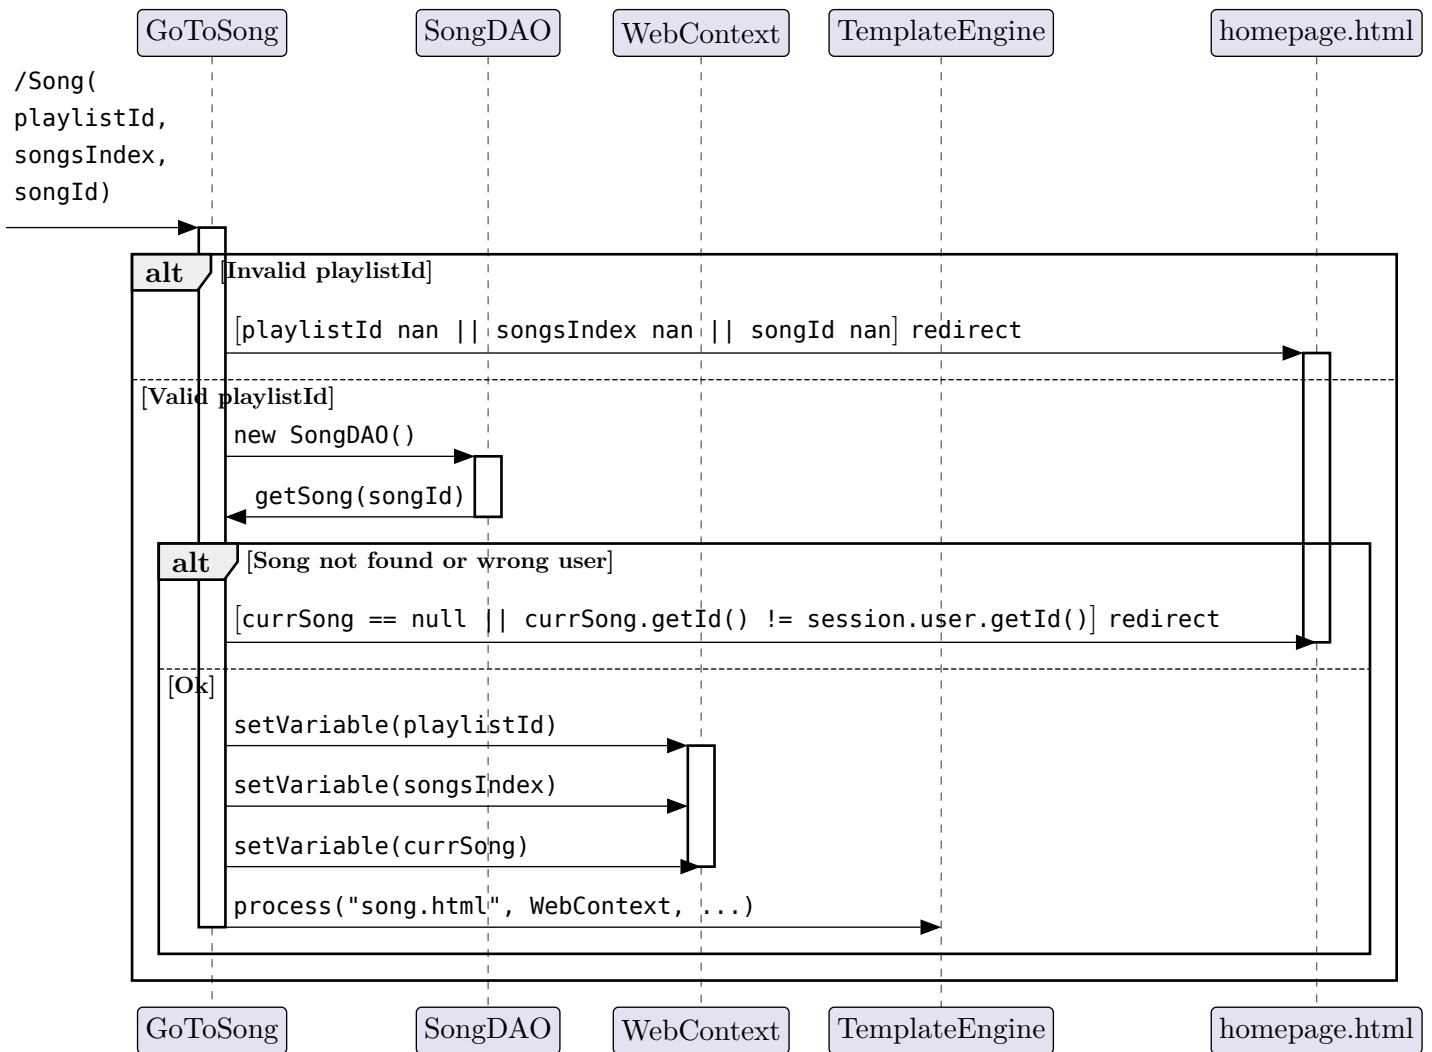 GoToSong SongDAO WebContext TemplateEngine homepage.html
/Song(
playlistId,
songsIndex,
songId)
alt [Invalid playlistId]
[playlistId nan || songsIndex nan || songId nan] redirect
[Valid playlistId]
new SongDAO()
getSong(songId)
alt [Song not found or wrong user]
[currSong == null || currSong.getId() != session.user.getId()] redirect
[Ok]
setVariable(playlistId)
setVariable(songsIndex)
setVariable(currSong)
process("song.html", WebContext, ...)
GoToSong SongDAO WebContext TemplateEngine homepage.html